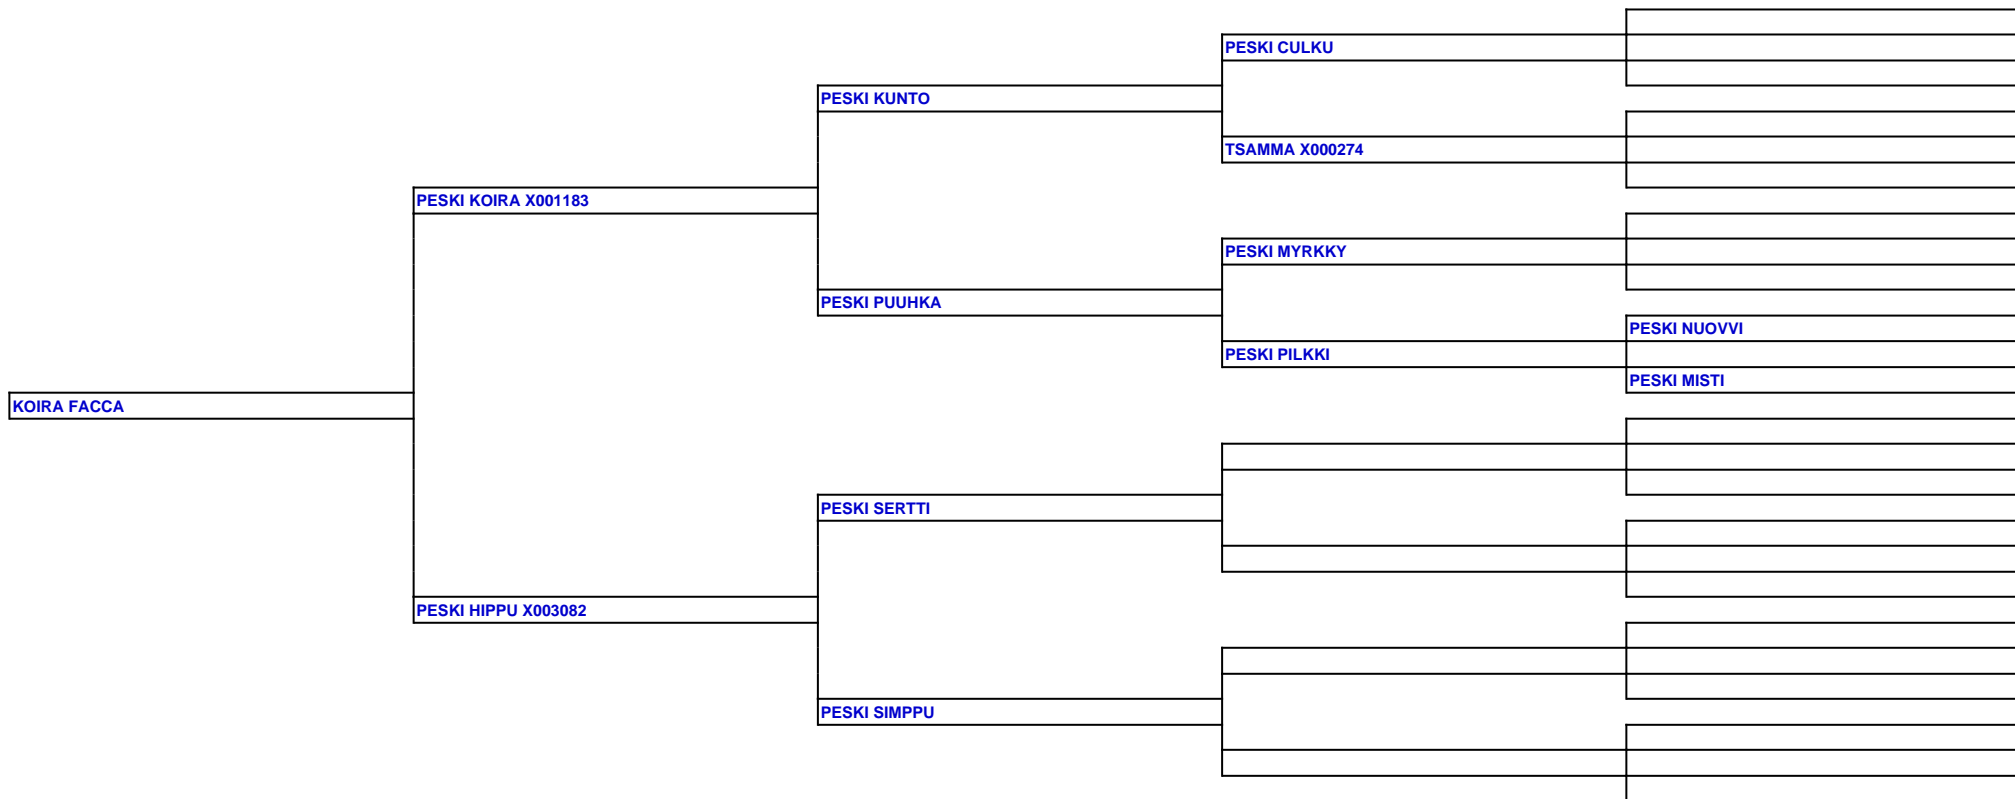 PESKI CULKU
PESKI KUNTO
TSAMMA X000274
PESKI KOIRA X001183
PESKI MYRKKY
PESKI PUUHKA
PESKI NUOVVI
PESKI PILKKI
PESKI MISTI
KOIRA FACCA
PESKI SERTTI
PESKI HIPPU X003082
PESKI SIMPPU